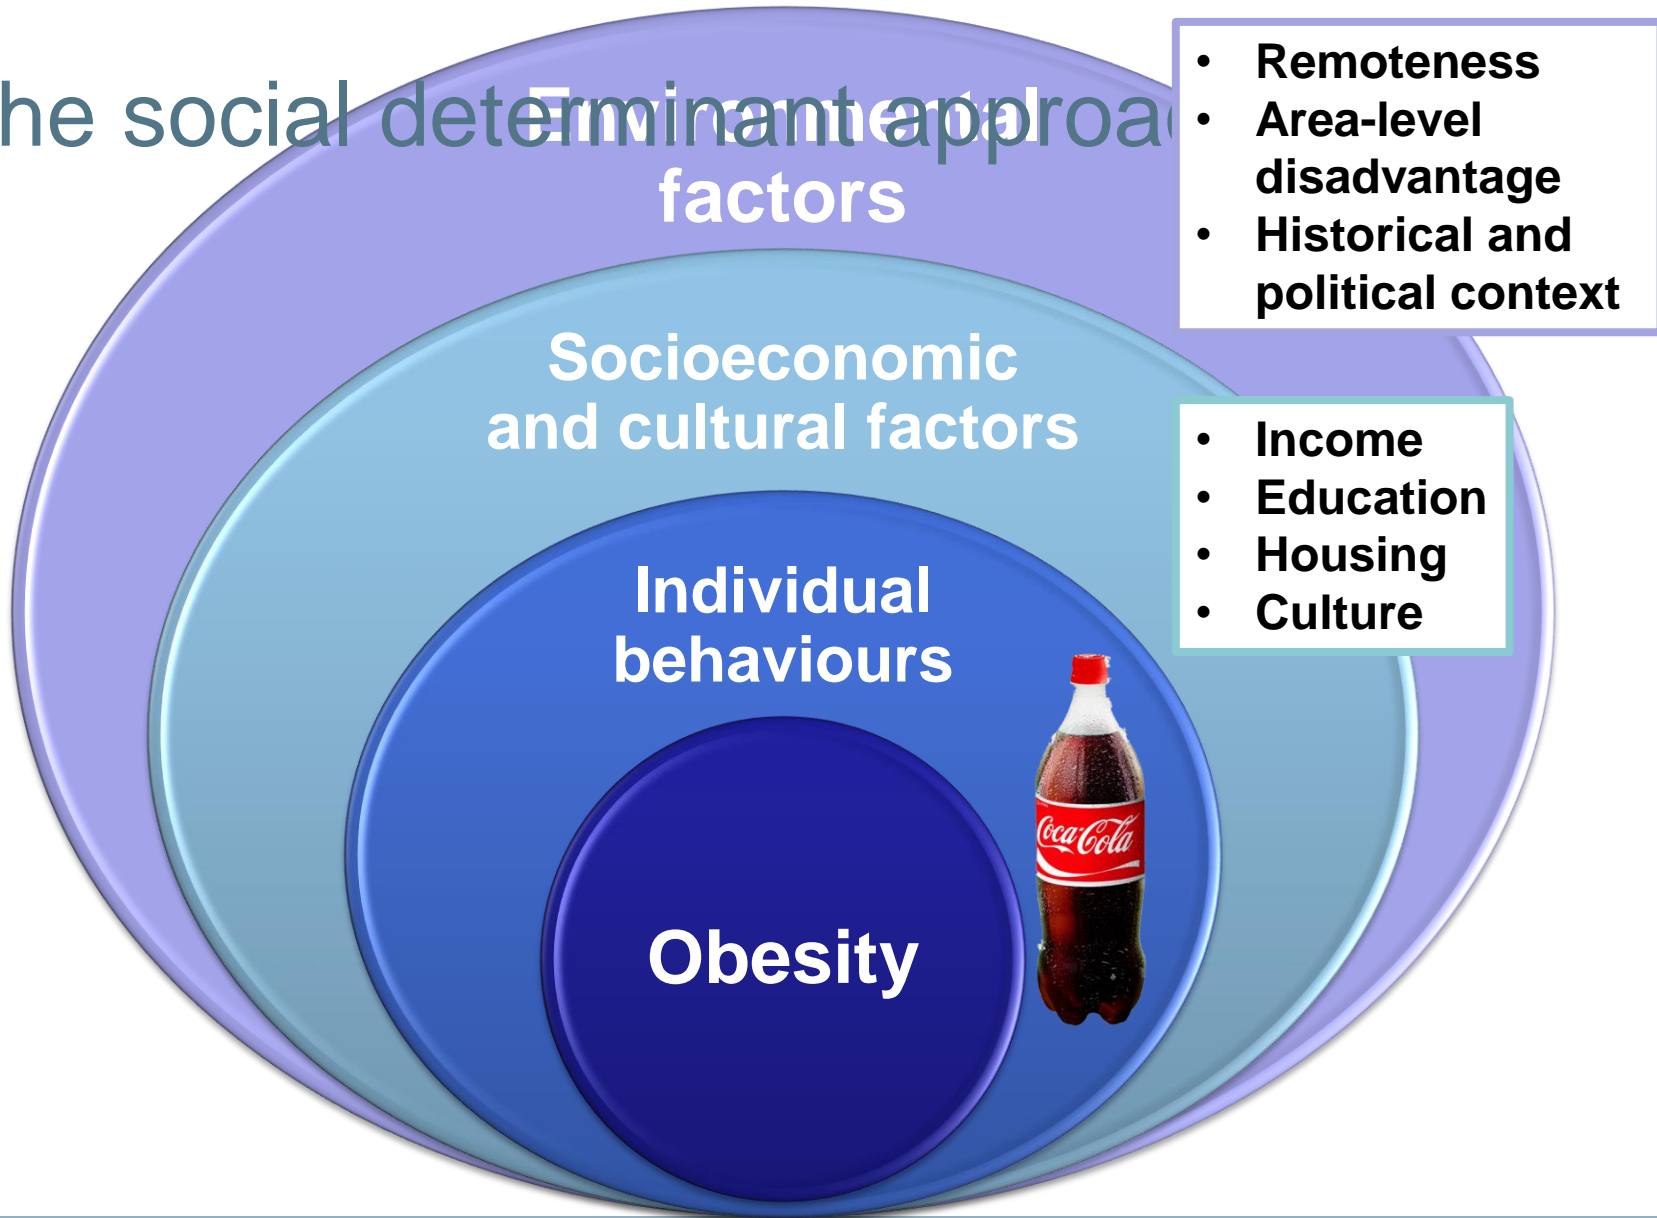 he social determinant approac
Environmental
factors
• Remoteness
• Area-level
disadvantage
• Historical and
political context
Socioeconomic
and cultural factors
• Income
• Education
• Housing
• Culture
Individual
behaviours
Coca-Cola
Obesity